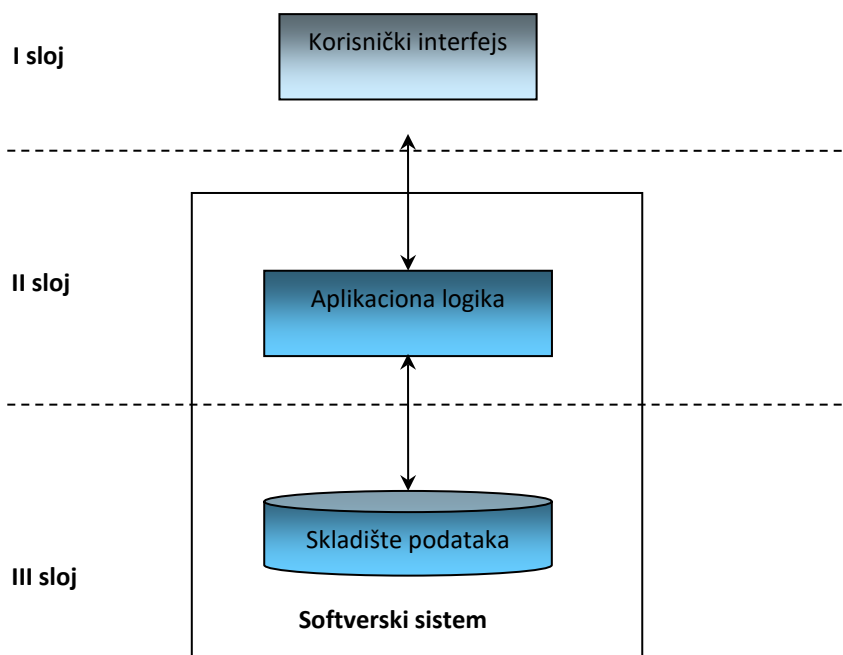 Korisnički interfejs
I sloj
II sloj
Aplikaciona logika
Skladište podataka
III sloj
Softverski sistem